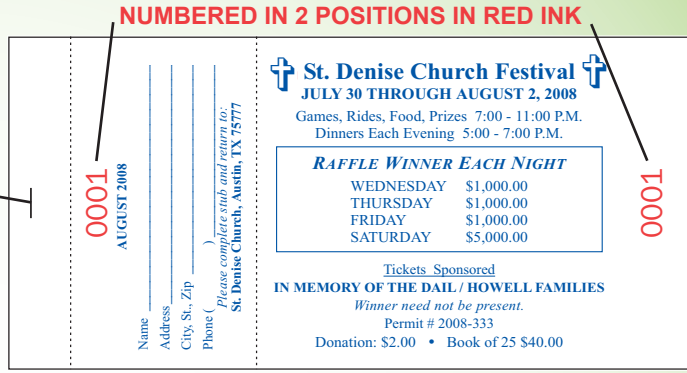 NUMBERED IN 2 POSITIONS IN RED INK
0001
AUGUST 2008
Name
Address
City, St., Zip
Phone ( )
Please complete stub and return to:
St. Denise Church, Austin, TX 75777
St. Denise Church Festival
JULY 30 THROUGH AUGUST 2, 2008
Games, Rides, Food, Prizes 7:00 - 11:00 P.M.
Dinners Each Evening 5:00 - 7:00 P.M.
RAFFLE WINNER EACH NIGHT
WEDNESDAY $1,000.00
THURSDAY $1,000.00
FRIDAY $1,000.00
SATURDAY $5,000.00
Tickets Sponsored
IN MEMORY OF THE DAIL / HOWELL FAMILIES
Winner need not be present.
Permit # 2008-333
Donation: $2.00 • Book of 25 $40.00
0001